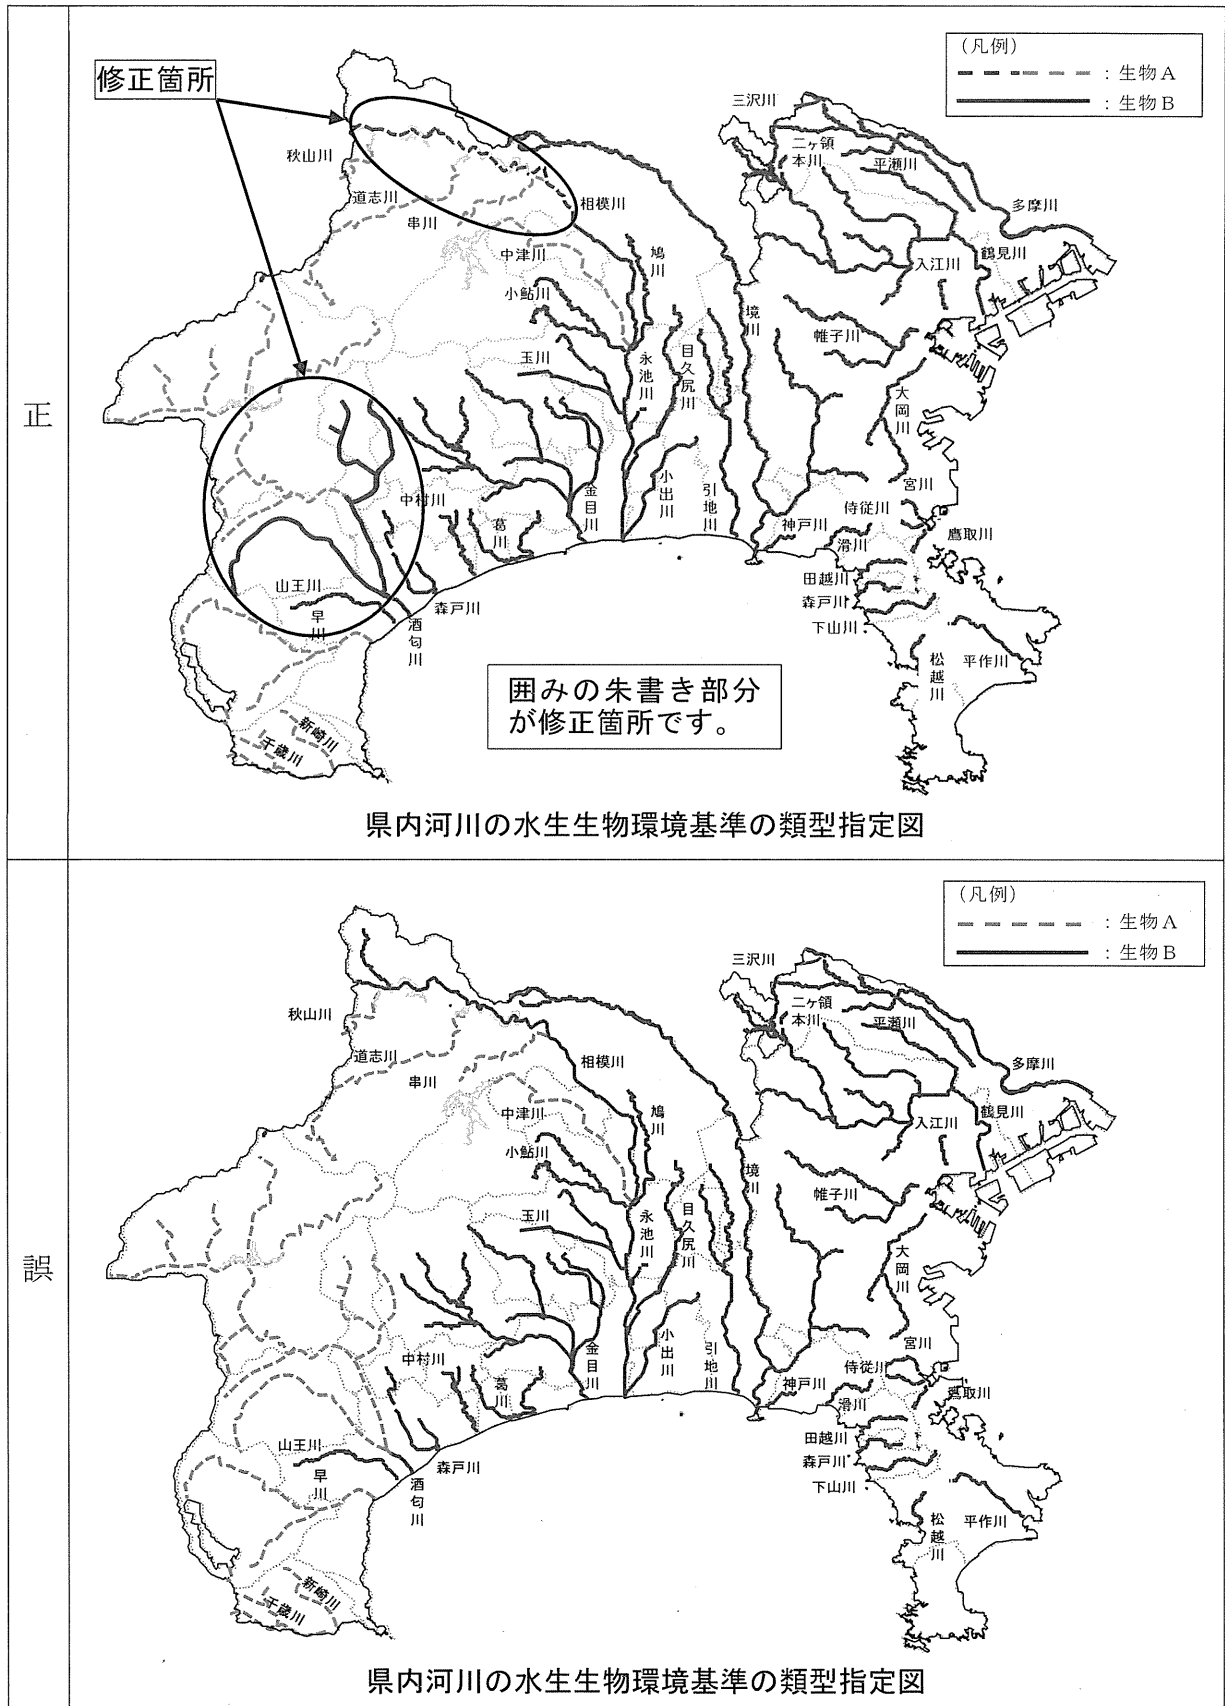 正
修正箇所
(凡例)
:生物A
:生物B
三沢川
二ヶ領
本川
平瀬川
多摩川
秋山川
道志川
串川
相模川
中津川
鳩川
入江川
鶴見川
小鮎川
境川
帷子川
玉川
永池川
目久尻川
大岡川
中村川
葛川
金目川
小出川
引地川
神戸川
宮川
侍従川
滑川
鷹取川
山王川
早川
酒匂川
森戸川
田越川
森戸川
下山川
松越川
平作川
新崎川
千歳川
囲みの朱書き部分
が修正箇所です。
県内河川の水生生物環境基準の類型指定図
誤
(凡例)
:生物A
:生物B
三沢川
二ヶ領
本川
平瀬川
多摩川
秋山川
道志川
串川
相模川
中津川
鳩川
入江川
鶴見川
小鮎川
境川
帷子川
玉川
永池川
目久尻川
大岡川
中村川
葛川
金目川
小出川
引地川
神戸川
宮川
侍従川
滑川
鷹取川
山王川
早川
酒匂川
森戸川
田越川
森戸川
下山川
松越川
平作川
新崎川
千歳川
県内河川の水生生物環境基準の類型指定図